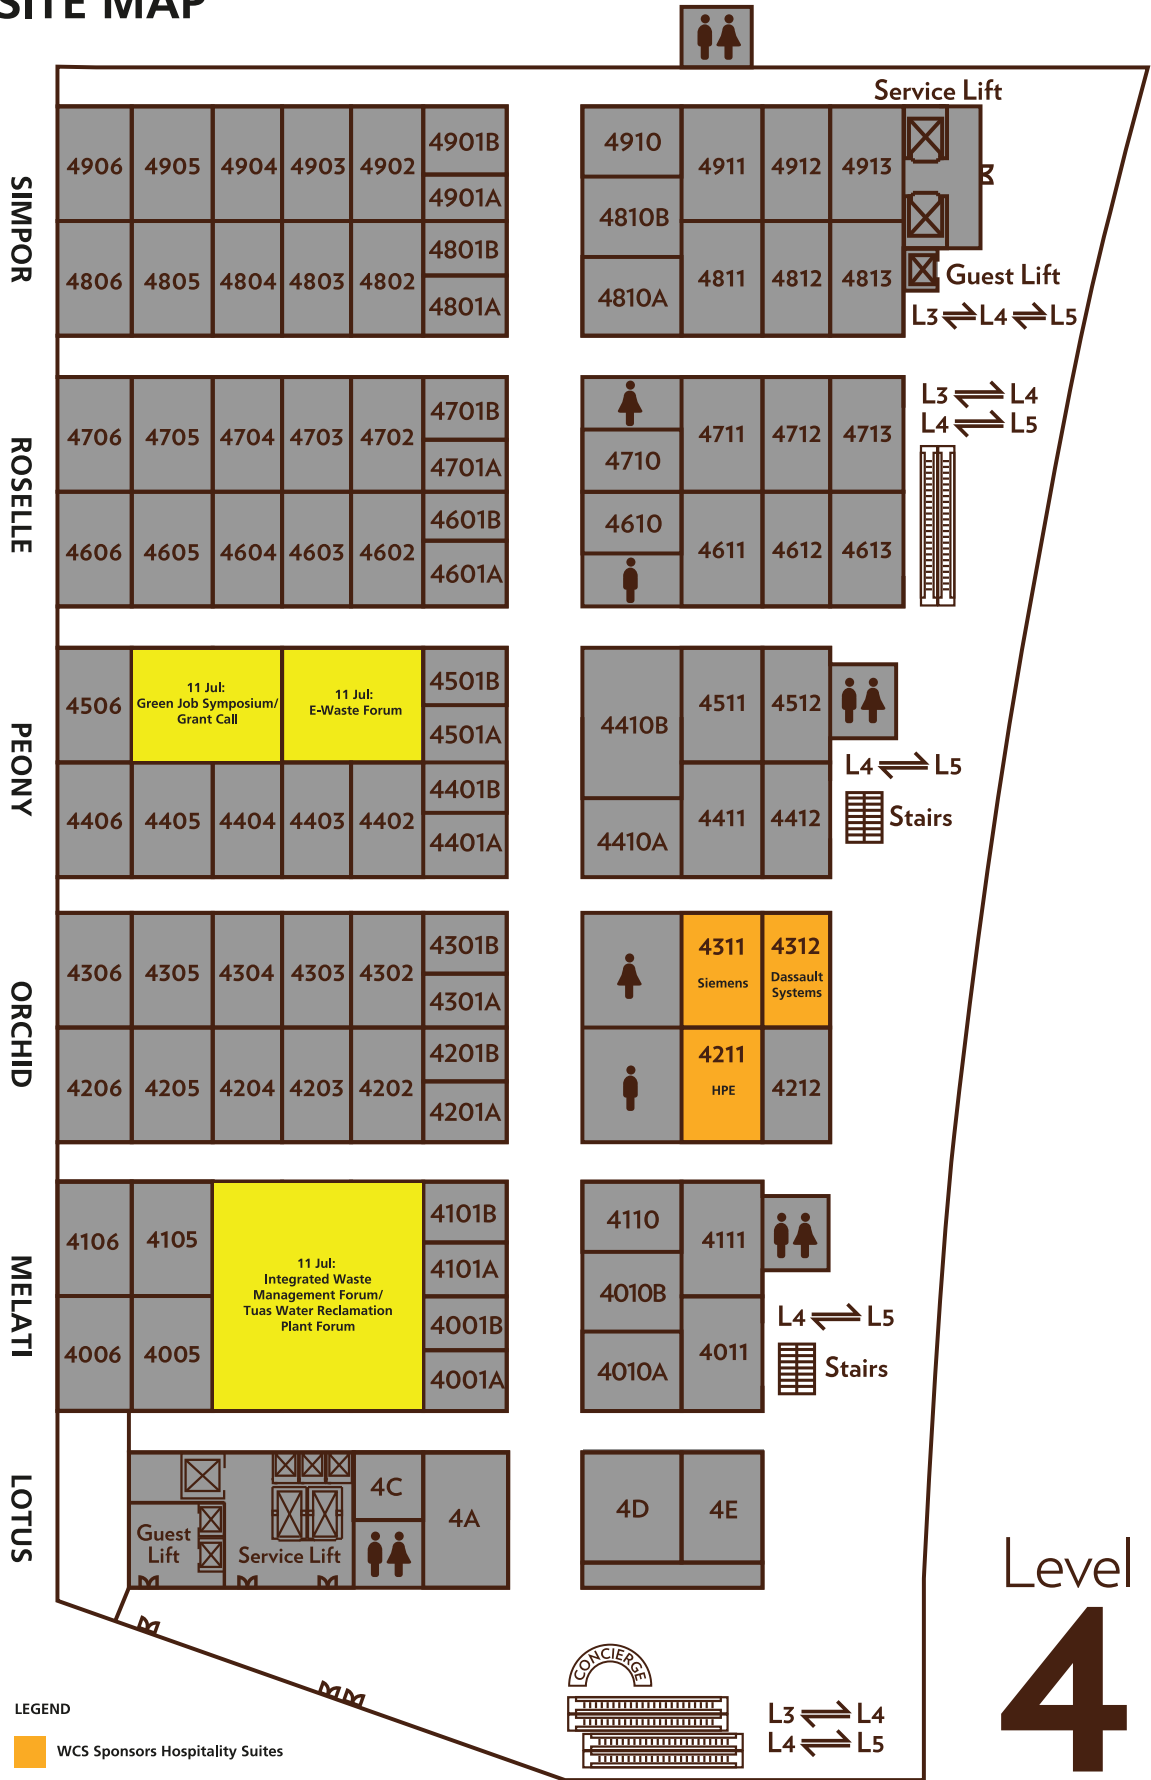 SITE MAP
Service Lift
SIMPOR
4906 4905 4904 4903 4902 4901B 4901A
4910 4911 4912 4913
4806 4805 4804 4803 4802 4801B 4801A
4810B 4810A 4811 4812 4813
Guest Lift
L3 L4 L5
ROSELLE
4706 4705 4704 4703 4702 4701B 4701A
4710 4711 4712 4713
L3 L4
L4 L5
4606 4605 4604 4603 4602 4601B 4601A
4610 4611 4612 4613
PEONY
4506
11 Jul:
Green Job Symposium/
Grant Call
11 Jul:
E-Waste Forum
4501B 4501A
4410B 4511 4512
L4 L5
Stairs
4406 4405 4404 4403 4402 4401B 4401A
4410A 4411 4412
ORCHID
4306 4305 4304 4303 4302 4301B 4301A
4311
Siemens
4312
Dassault
Systems
4206 4205 4204 4203 4202 4201B 4201A
4211
HPE
4212
MELATI
4106 4105
11 Jul:
Integrated Waste
Management Forum/
Tuas Water Reclamation
Plant Forum
4101B 4101A
4110 4111
4006 4005
4001B 4001A
4010B 4010A 4011
L4 L5
Stairs
LOTUS
Guest
Lift
Service Lift
4C 4A
4D 4E
Level
4
CONCIERGE
L3 L4
L4 L5
LEGEND
WCS Sponsors Hospitality Suites